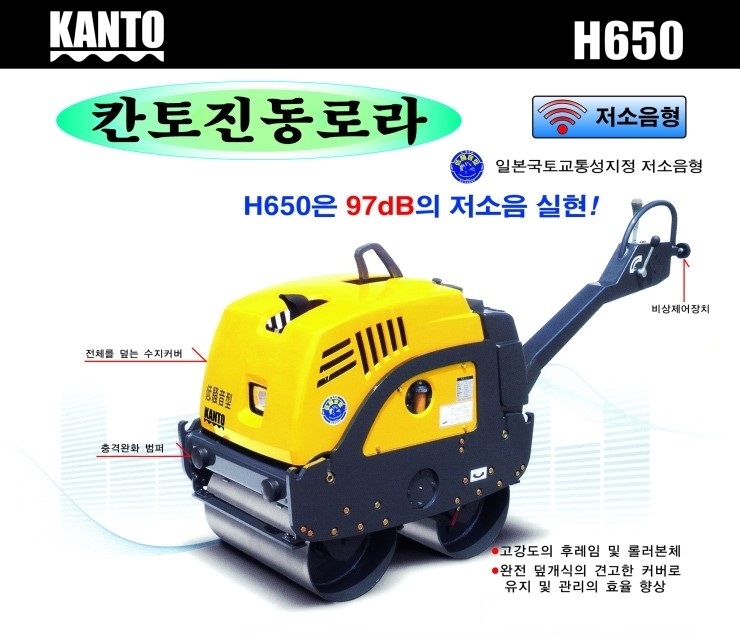 KANTO
H650
칸토진동로라
저소음형
일본국토교통성지정 저소음형
H650은 97dB의 저소음 실현!
비상제어장치
전체를 덮는 수지커버
低騒音型
KANTO
충격완화 범퍼
•고강도의 후레임 및 롤러본체
•완전 덮개식의 견고한 커버로
유지 및 관리의 효율 향상